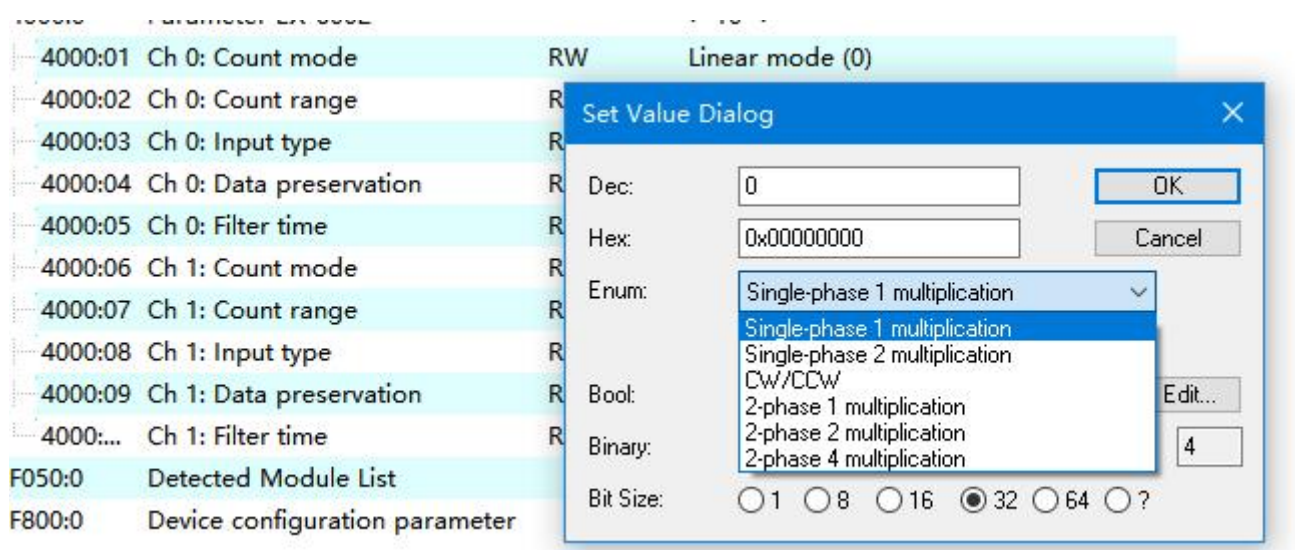 4000:01 Ch 0: Count mode RW Linear mode (0)
4000:02 Ch 0: Count range R
4000:03 Ch 0: Input type R
4000:04 Ch 0: Data preservation R
4000:05 Ch 0: Filter time R
4000:06 Ch 1: Count mode R
4000:07 Ch 1: Count range R
4000:08 Ch 1: Input type R
4000:09 Ch 1: Data preservation R
4000:... Ch 1: Filter time R
F050:0 Detected Module List
F800:0 Device configuration parameter
Set Value Dialog
Dec: 0 OK
Hex: 0x00000000 Cancel
Enum: Single-phase 1 multiplication
Single-phase 1 multiplication
Single-phase 2 multiplication
CW/CCW
2-phase 1 multiplication
2-phase 2 multiplication
2-phase 4 multiplication
Bool: Edit...
Binary: 4
Bit Size: 1 8 16 32 64 ?